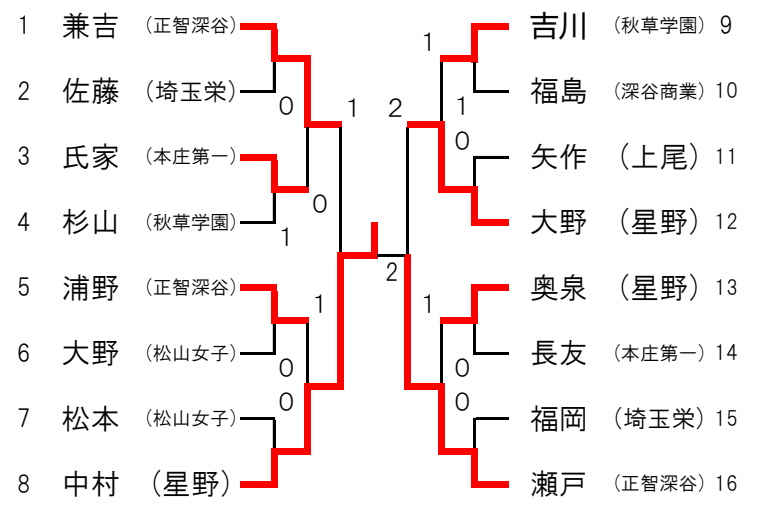 1 兼吉 (正智深谷)
2 佐藤 (埼玉栄)
3 氏家 (本庄第一)
4 杉山 (秋草学園)
5 浦野 (正智深谷)
6 大野 (松山女子)
7 松本 (松山女子)
8 中村 (星野)
0
1
0
1
1
0
0
2
2
1
1
0
1
0
0
吉川 (秋草学園) 9
福島 (深谷商業) 10
矢作 (上尾) 11
大野 (星野) 12
奥泉 (星野) 13
長友 (本庄第一) 14
福岡 (埼玉栄) 15
瀬戸 (正智深谷) 16